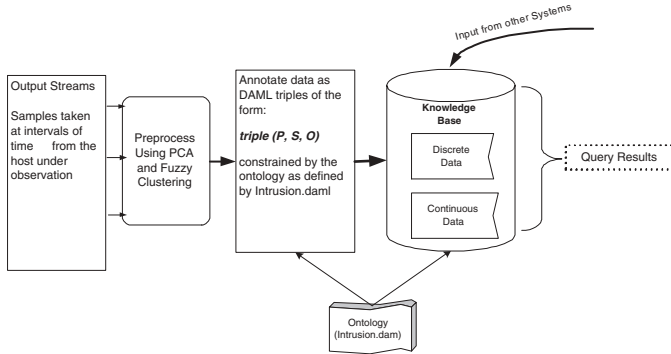 Input from other Systems
Output Streams
Samples taken
at intervals of
time from the
host under
observation
Preprocess
Using PCA
and Fuzzy
Clustering
Annotate data as
DAML triples of the
form:
triple (P, S, O)
constrained by the
ontology as defined
by Intrusion.daml
Knowledge
Base
Discrete
Data
Continuous
Data
Query Results
Ontology
(Intrusion.dam)